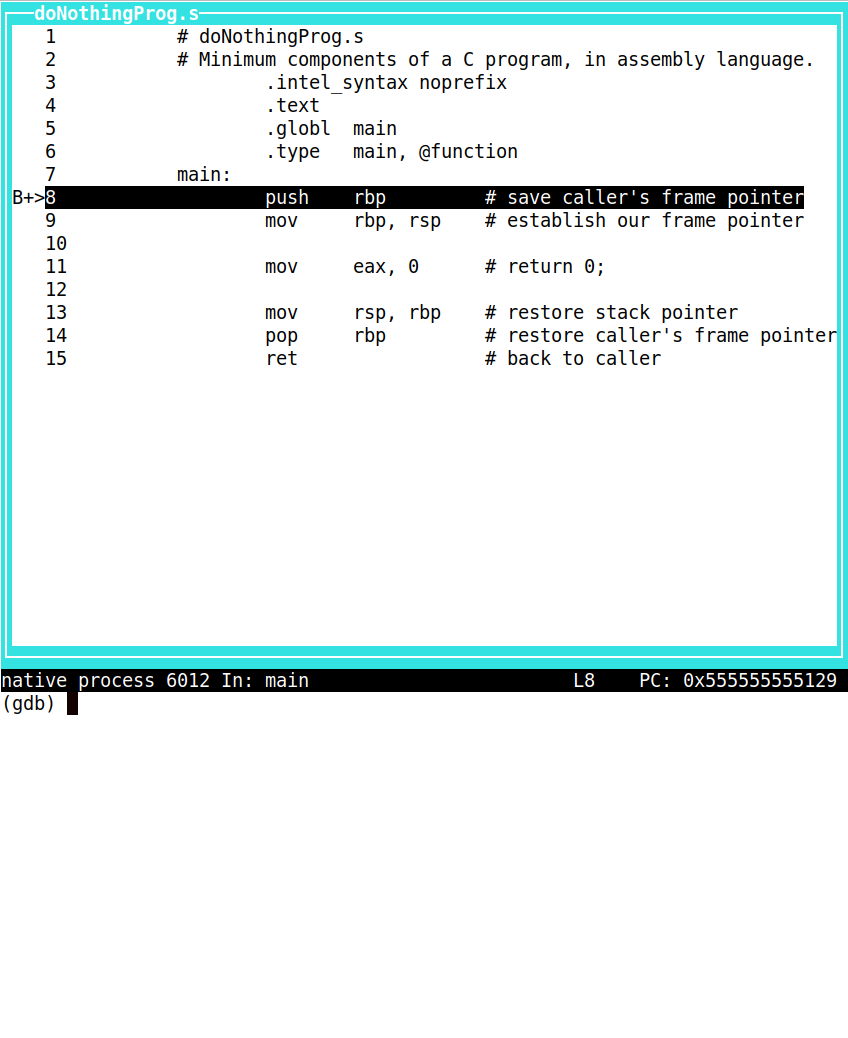 doNothingProg.s
1 # doNothingProg.s
2 # Minimum components of a C program, in assembly language.
3 .intel_syntax noprefix
4 .text
5 .globl main
6 .type main, @function
7 main:
B+>8 push rbp # save caller's frame pointer
9 mov rbp, rsp # establish our frame pointer
10
11 mov eax, 0 # return 0;
12
13 mov rsp, rbp # restore stack pointer
14 pop rbp # restore caller's frame pointer
15 ret # back to caller
native process 6012 In: main L8 PC: 0x555555555129
(gdb)